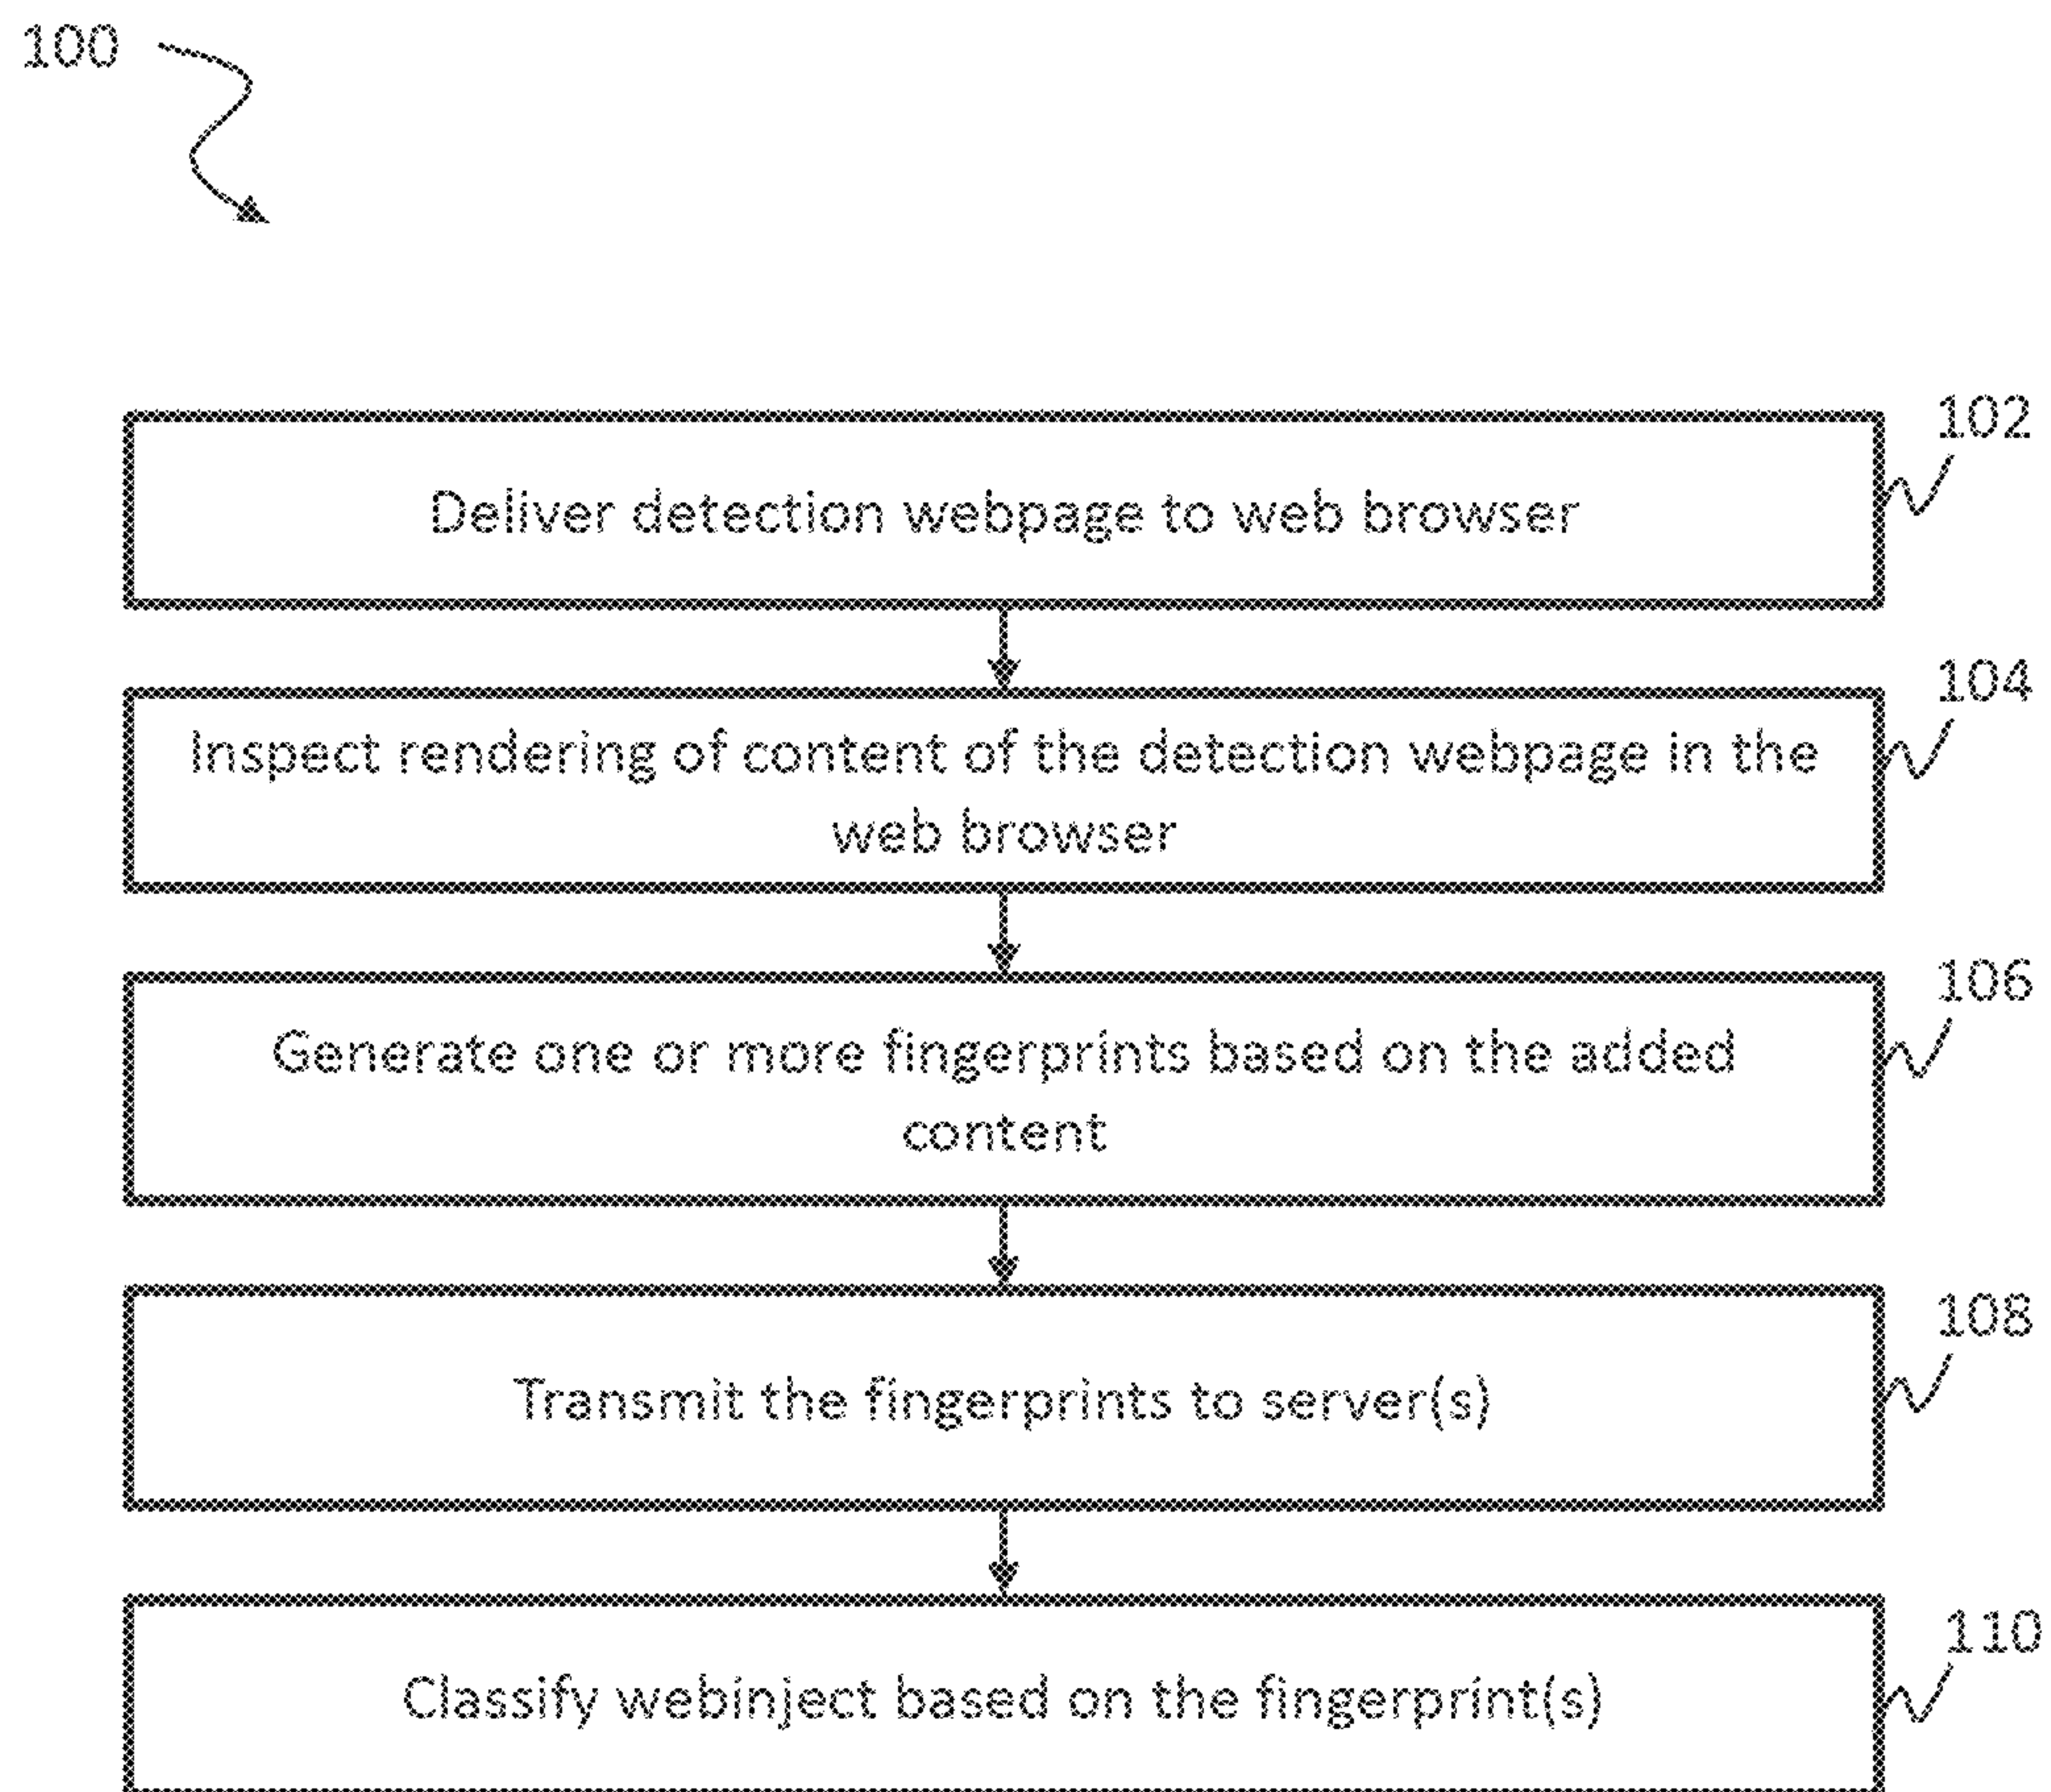 100
102
Deliver detection webpage to web browser
104
Inspect rendering of content of the detection webpage in the
web browser
106
Generate one or more fingerprints based on the added
content
108
Transmit the fingerprints to server(s)
110
Classify webinject based on the fingerprint(s)